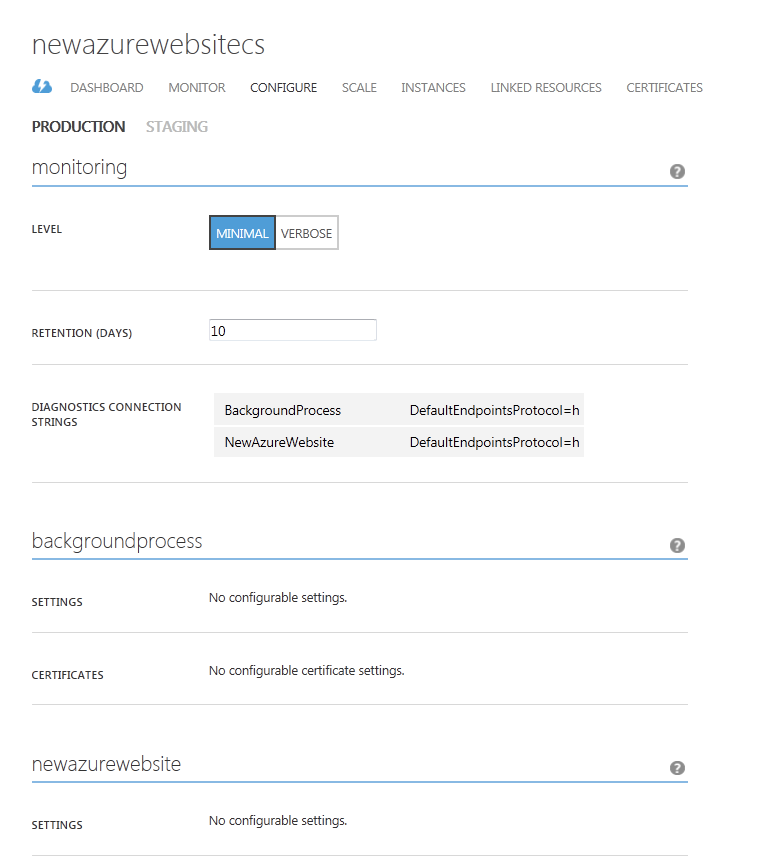 newazurewebsitecs
DASHBOARD MONITOR CONFIGURE SCALE INSTANCES LINKED RESOURCES CERTIFICATES
PRODUCTION STAGING
monitoring ?
LEVEL MINIMAL VERBOSE
RETENTION (DAYS) 10
DIAGNOSTICS CONNECTION
STRINGS
BackgroundProcess DefaultEndpointsProtocol=h
NewAzureWebsite DefaultEndpointsProtocol=h
backgroundprocess ?
SETTINGS No configurable settings.
CERTIFICATES No configurable certificate settings.
newazurewebsite ?
SETTINGS No configurable settings.